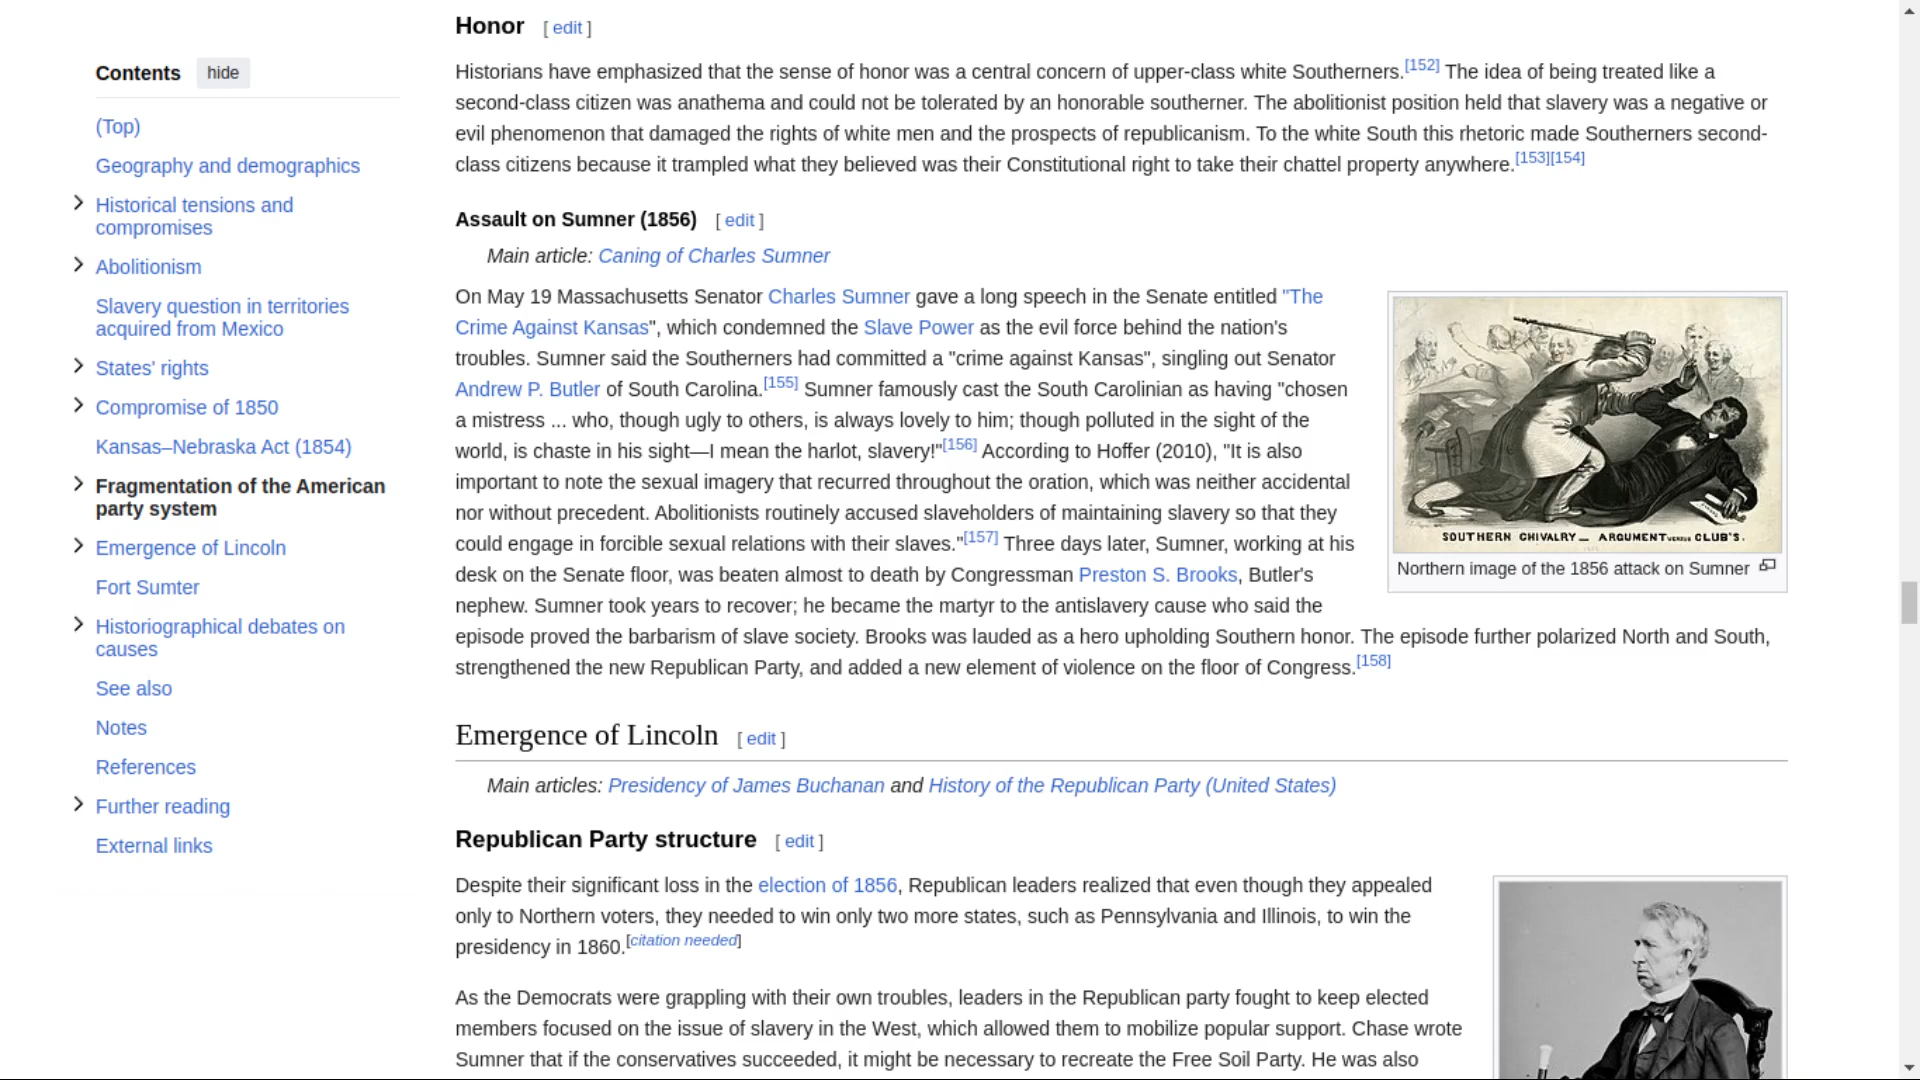 Contents hide
(Top)
Geography and demographics
Historical tensions and
compromises
Abolitionism
Slavery question in territories
acquired from Mexico
States' rights
Compromise of 1850
Kansas–Nebraska Act (1854)
Fragmentation of the American
party system
Emergence of Lincoln
Fort Sumter
Historiographical debates on
causes
See also
Notes
References
Further reading
External links
Honor [ edit ]
Historians have emphasized that the sense of honor was a central concern of upper-class white Southerners.[152] The idea of being treated like a
second-class citizen was anathema and could not be tolerated by an honorable southerner. The abolitionist position held that slavery was a negative or
evil phenomenon that damaged the rights of white men and the prospects of republicanism. To the white South this rhetoric made Southerners second-
class citizens because it trampled what they believed was their Constitutional right to take their chattel property anywhere.[153][154]
Assault on Sumner (1856) [ edit ]
Main article: Caning of Charles Sumner
On May 19 Massachusetts Senator Charles Sumner gave a long speech in the Senate entitled "The
Crime Against Kansas", which condemned the Slave Power as the evil force behind the nation's
troubles. Sumner said the Southerners had committed a "crime against Kansas", singling out Senator
Andrew P. Butler of South Carolina.[155] Sumner famously cast the South Carolinian as having "chosen
a mistress ... who, though ugly to others, is always lovely to him; though polluted in the sight of the
world, is chaste in his sight—I mean the harlot, slavery!"[156] According to Hoffer (2010), "It is also
important to note the sexual imagery that recurred throughout the oration, which was neither accidental
nor without precedent. Abolitionists routinely accused slaveholders of maintaining slavery so that they
could engage in forcible sexual relations with their slaves."[157] Three days later, Sumner, working at his
desk on the Senate floor, was beaten almost to death by Congressman Preston S. Brooks, Butler's
nephew. Sumner took years to recover; he became the martyr to the antislavery cause who said the
episode proved the barbarism of slave society. Brooks was lauded as a hero upholding Southern honor. The episode further polarized North and South,
strengthened the new Republican Party, and added a new element of violence on the floor of Congress.[158]
SOUTHERN CHIVALRY — ARGUMENT VERSUS CLUB'S.
Northern image of the 1856 attack on Sumner
Emergence of Lincoln [ edit ]
Main articles: Presidency of James Buchanan and History of the Republican Party (United States)
Republican Party structure [ edit ]
Despite their significant loss in the election of 1856, Republican leaders realized that even though they appealed
only to Northern voters, they needed to win only two more states, such as Pennsylvania and Illinois, to win the
presidency in 1860.[citation needed]
As the Democrats were grappling with their own troubles, leaders in the Republican party fought to keep elected
members focused on the issue of slavery in the West, which allowed them to mobilize popular support. Chase wrote
Sumner that if the conservatives succeeded, it might be necessary to recreate the Free Soil Party. He was also